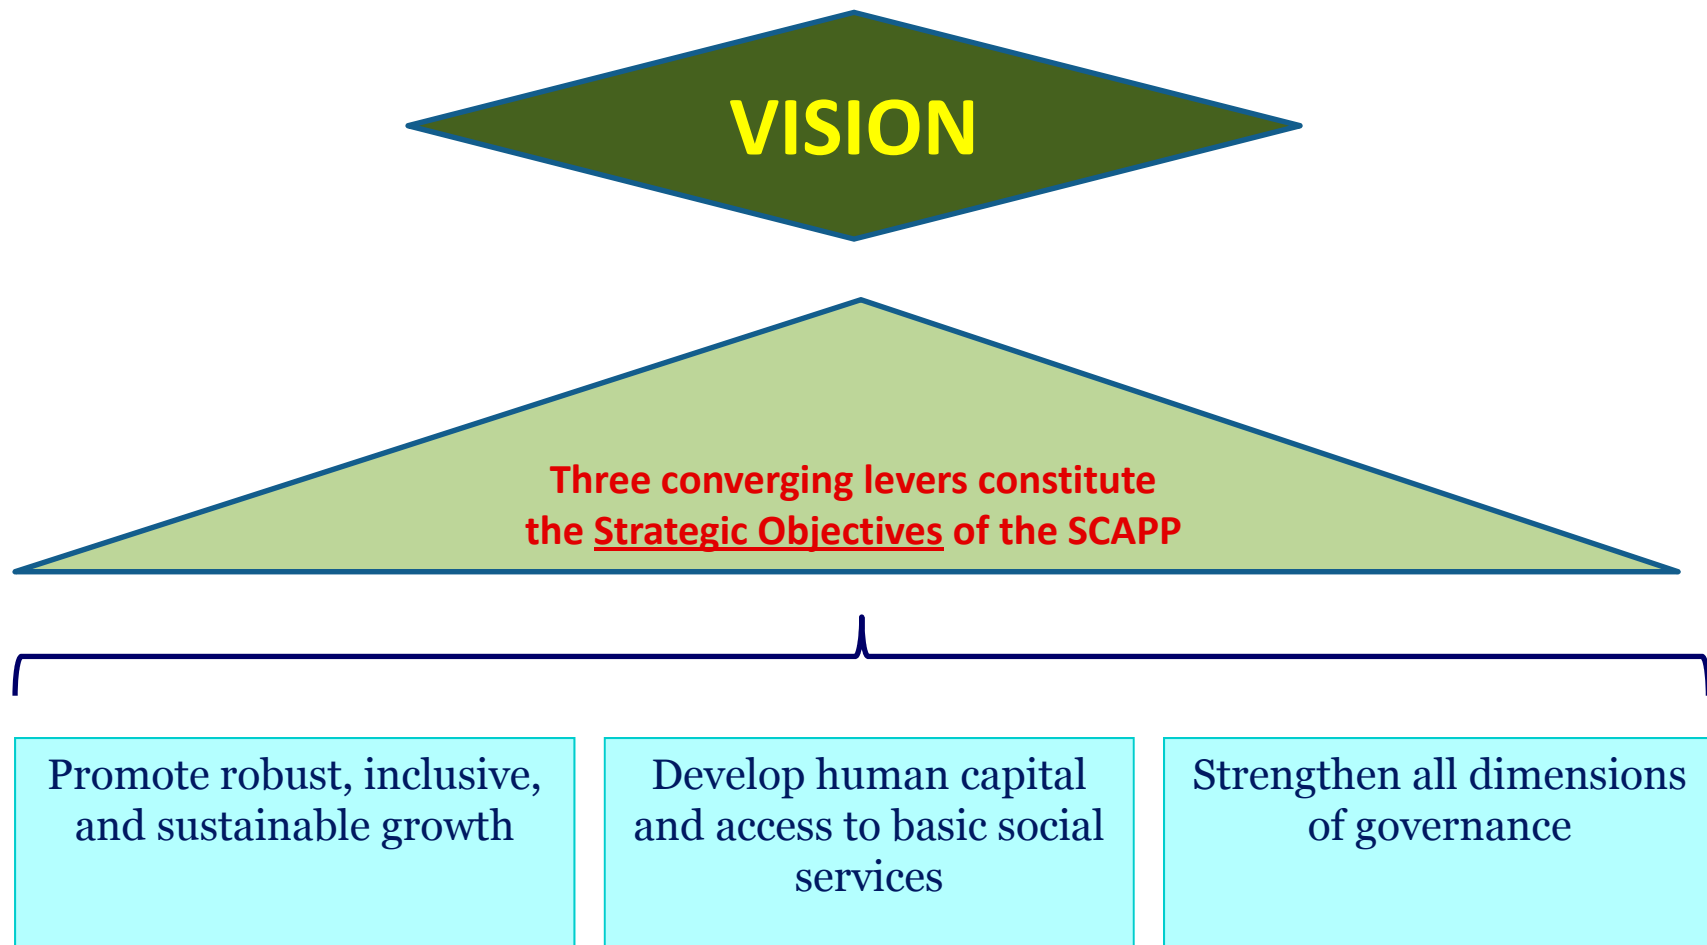 VISION
Three converging levers constitute
the Strategic Objectives of the SCAPP
Promote robust, inclusive,
and sustainable growth
Develop human capital
and access to basic social
services
Strengthen all dimensions
of governance